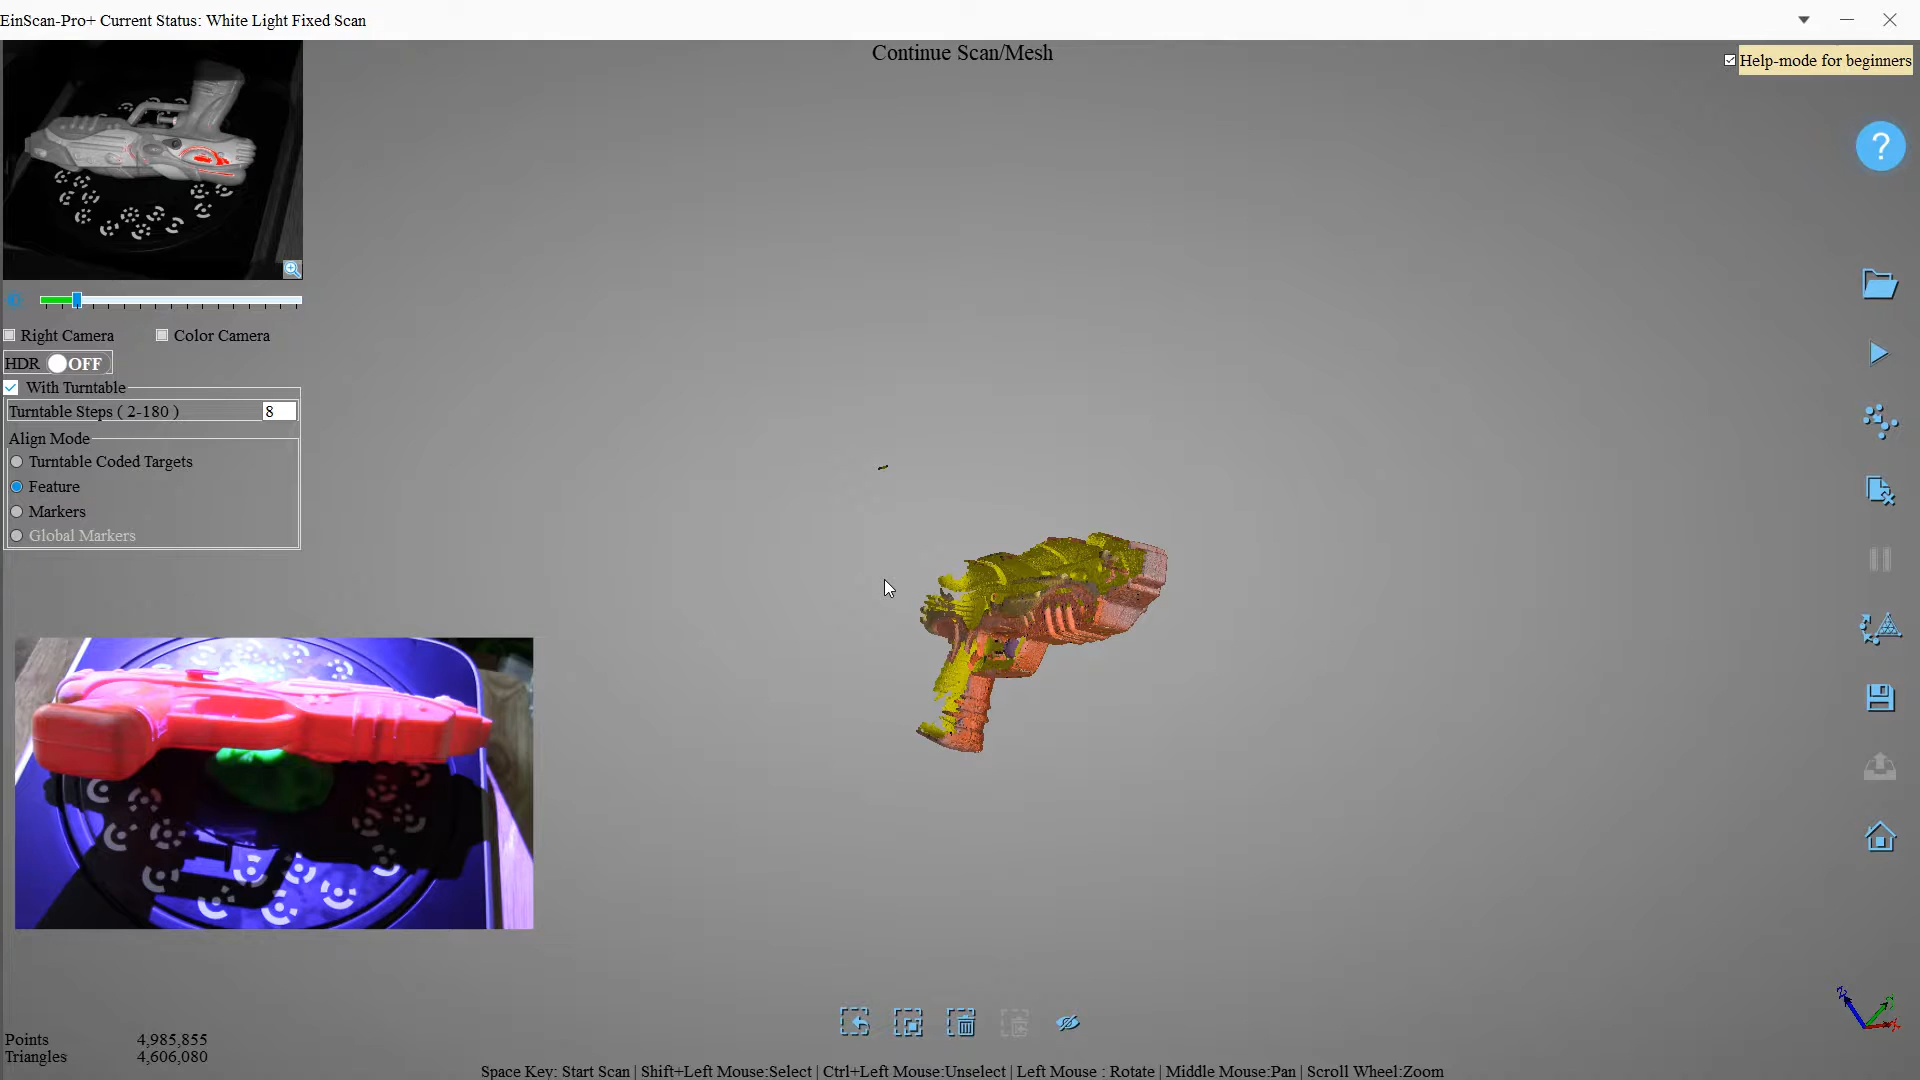 EinScan-Pro+ Current Status: White Light Fixed Scan
Continue Scan/Mesh
Help-mode for beginners
?
Right Camera
Color Camera
HDR OFF
With Turntable
Turntable Steps ( 2-180 ) 8
Align Mode
Turntable Coded Targets
Feature
Markers
Global Markers
Points 4,985,855
Triangles 4,606,080
Space Key: Start Scan | Shift+Left Mouse:Select | Ctrl+Left Mouse:Unselect | Left Mouse : Rotate | Middle Mouse:Pan | Scroll Wheel:Zoom